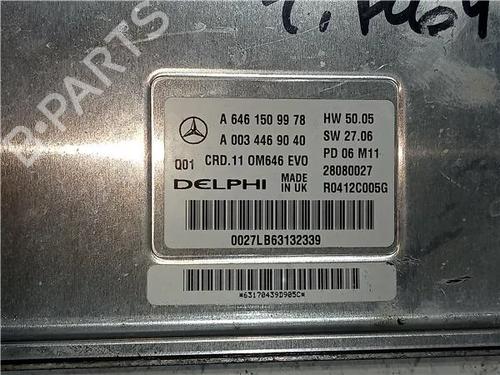 B-PARTS
A 646 150 99 78 HW 50.05
A 003 446 90 40 SW 27.06
Q01 CRD.11 OM646 EVO PD 06 M11
DELPHI MADE IN UK 28080027
R0412C005G
0027LB63132339
*63170439D905C*